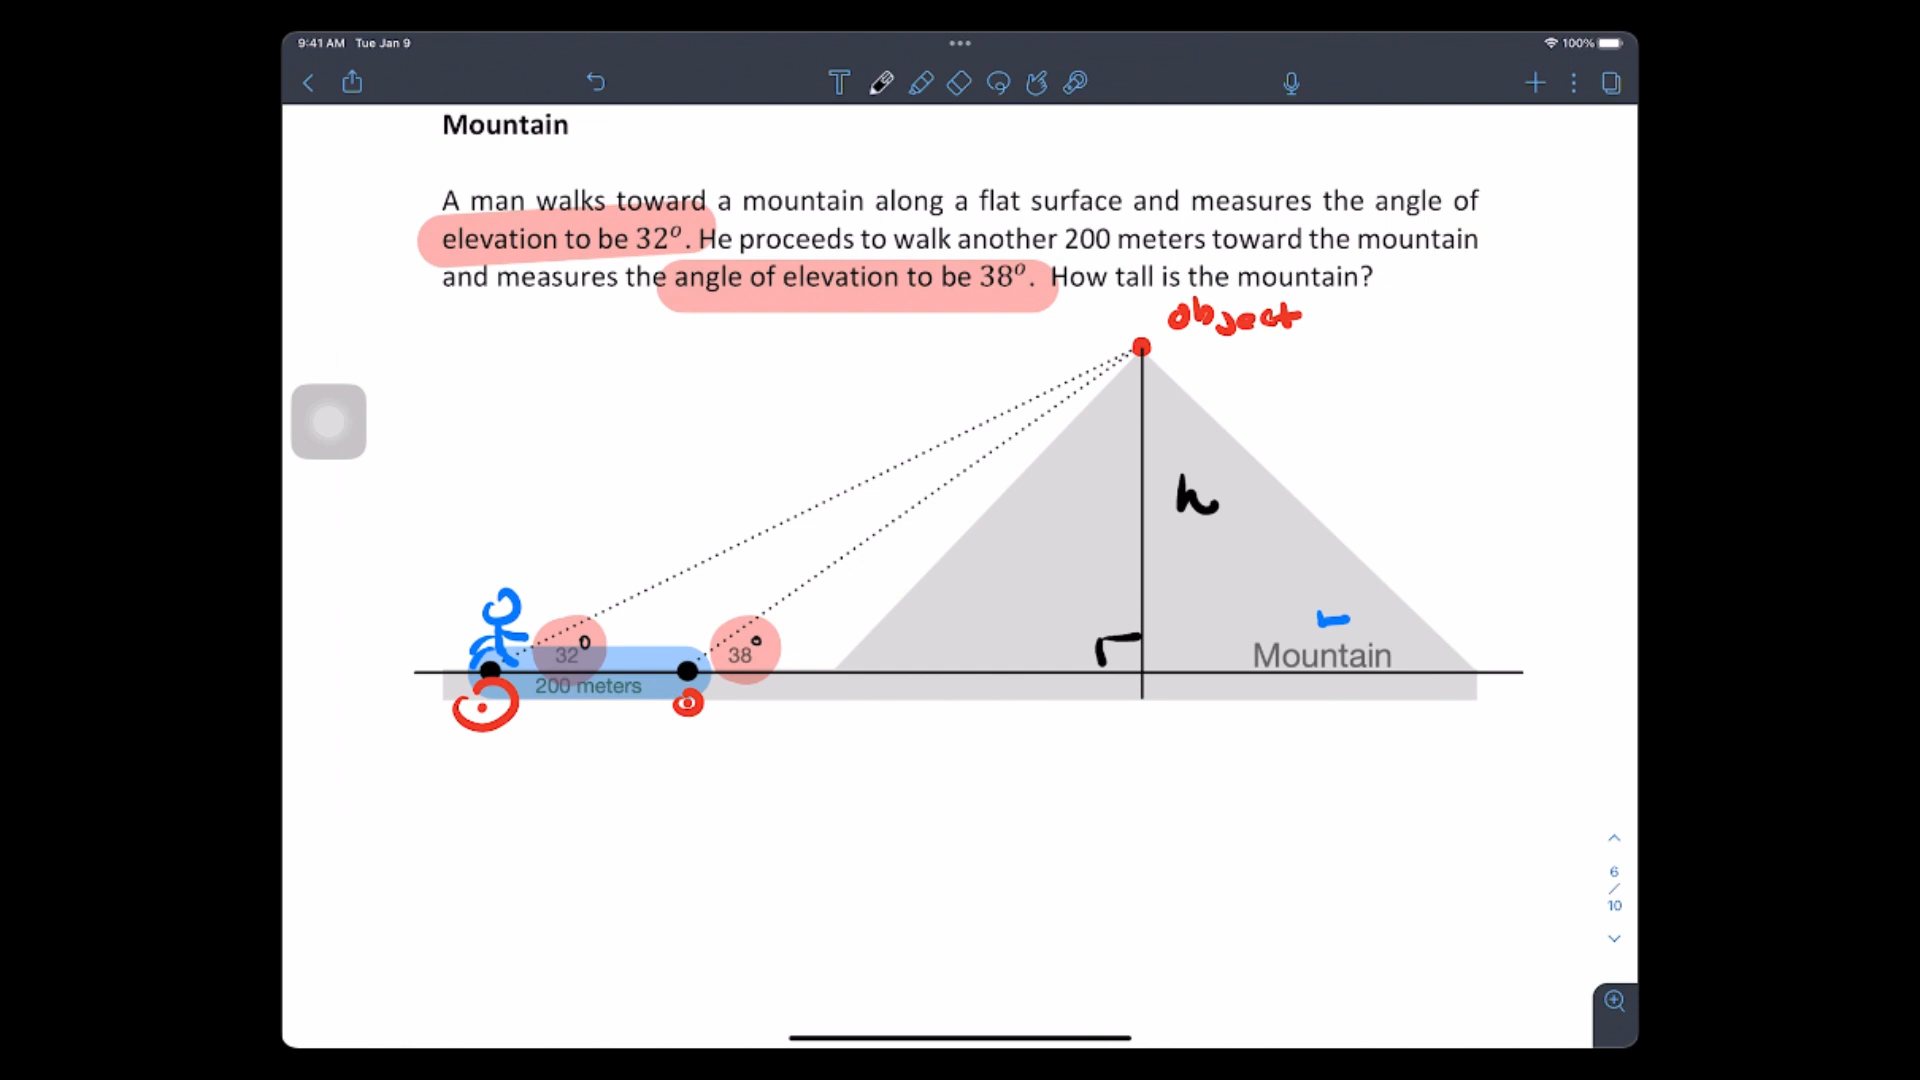 9:41 AM Tue Jan 9
100%
Mountain
A man walks toward a mountain along a flat surface and measures the angle of
elevation to be 32º. He proceeds to walk another 200 meters toward the mountain
and measures the angle of elevation to be 38º. How tall is the mountain?
object
h
32°
38°
Mountain
200 meters
6
/
10